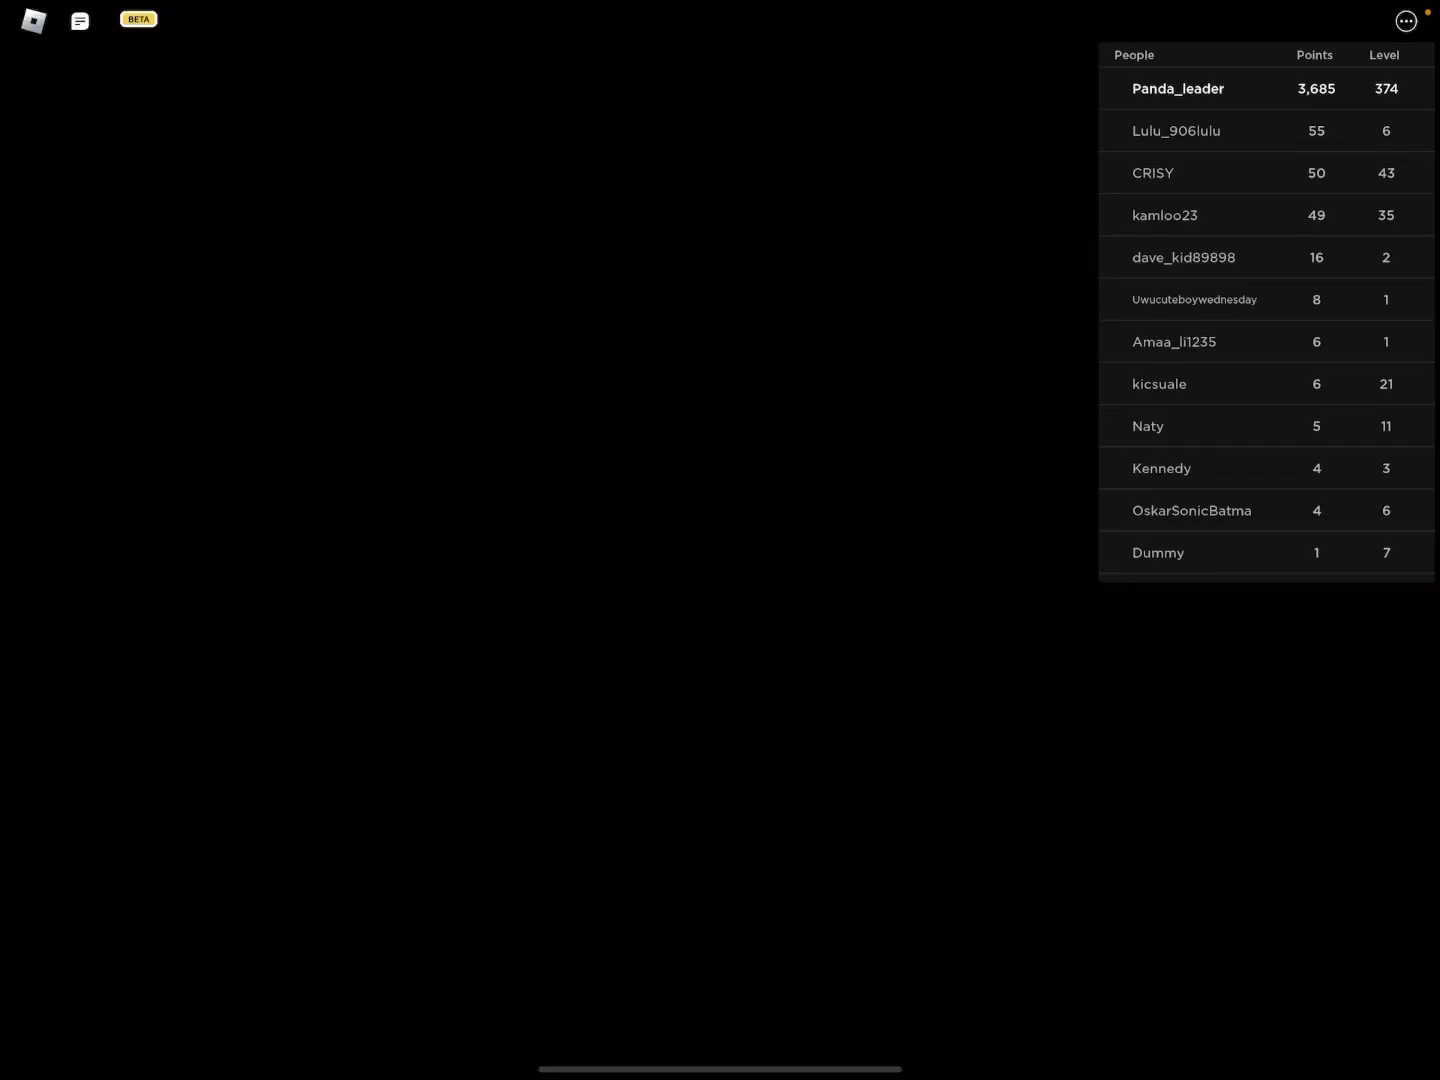 BETA
People Points Level
Panda_leader 3,685 374
Lulu_906lulu 55 6
CRISY 50 43
kamloo23 49 35
dave_kid89898 16 2
Uwucuteboywednesday 8 1
Amaa_li1235 6 1
kicsuale 6 21
Naty 5 11
Kennedy 4 3
OskarSonicBatma 4 6
Dummy 1 7